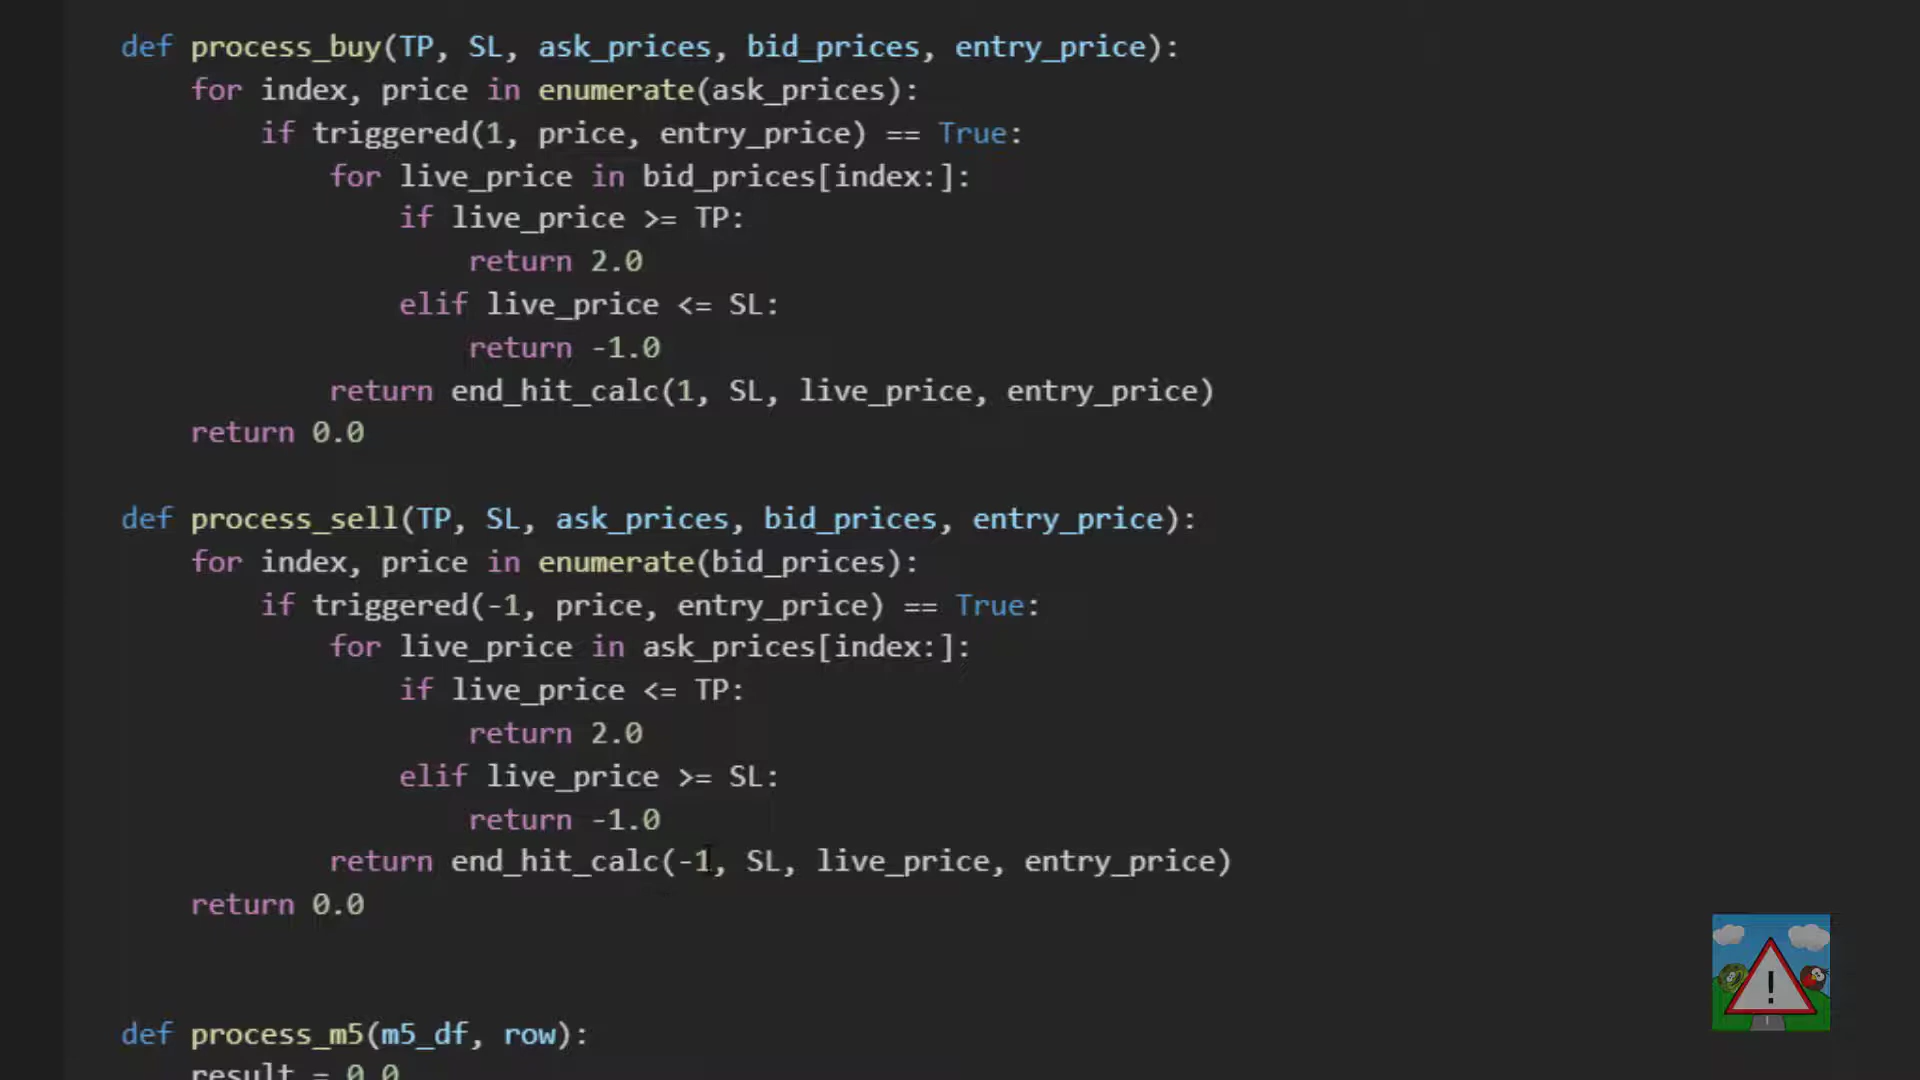 def process_buy(TP, SL, ask_prices, bid_prices, entry_price):
    for index, price in enumerate(ask_prices):
        if triggered(1, price, entry_price) == True:
            for live_price in bid_prices[index:]:
                if live_price >= TP:
                    return 2.0
                elif live_price <= SL:
                    return -1.0
            return end_hit_calc(1, SL, live_price, entry_price)
    return 0.0
def process_sell(TP, SL, ask_prices, bid_prices, entry_price):
    for index, price in enumerate(bid_prices):
        if triggered(-1, price, entry_price) == True:
            for live_price in ask_prices[index:]:
                if live_price <= TP:
                    return 2.0
                elif live_price >= SL:
                    return -1.0
            return end_hit_calc(-1, SL, live_price, entry_price)
    return 0.0
def process_m5(m5_df, row):
    result = 0.0
!